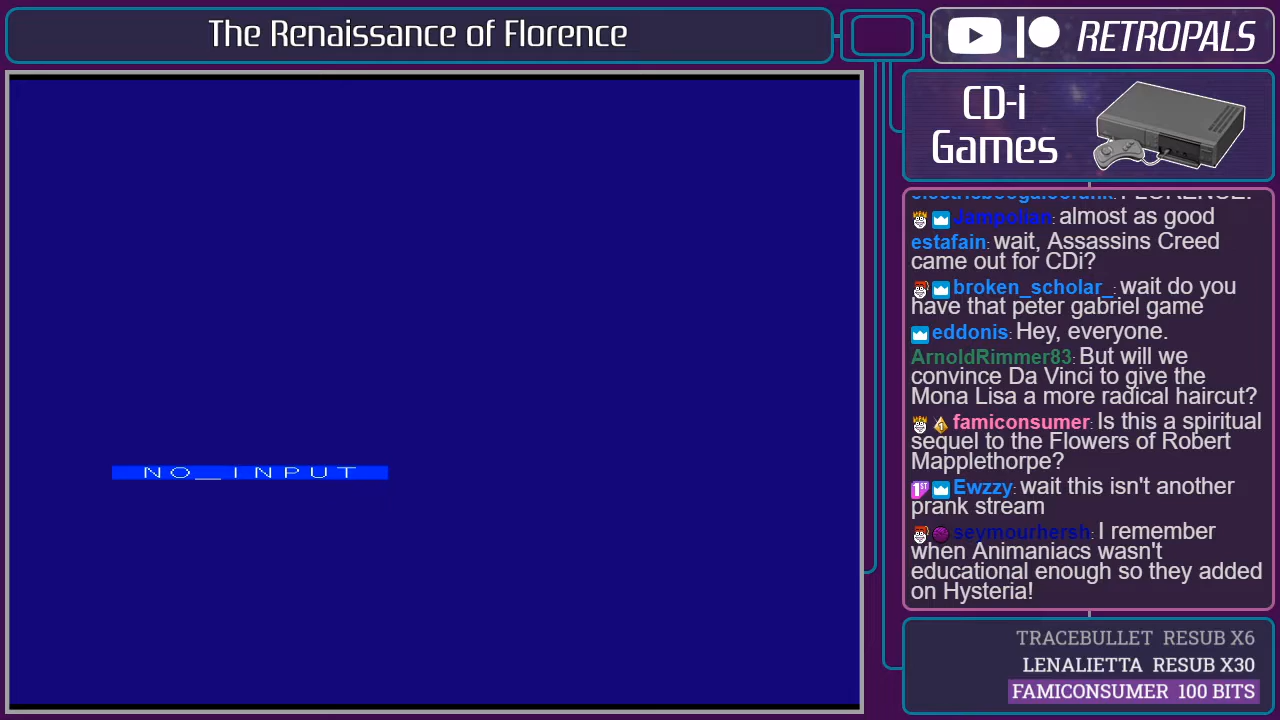 The Renaissance of Florence
RETROPALS
CD-i
Games
Jampolian: almost as good
estafain: wait, Assassins Creed
came out for CDi?
broken_scholar_: wait do you
have that peter gabriel game
eddonis: Hey, everyone.
ArnoldRimmer83: But will we
convince Da Vinci to give the
Mona Lisa a more radical haircut?
famiconsumer: Is this a spiritual
sequel to the Flowers of Robert
Mapplethorpe?
1ST Ewzzy: wait this isn't another
prank stream
seymourhersh: I remember
when Animaniacs wasn't
educational enough so they added
on Hysteria!
NO_INPUT
TRACEBULLET RESUB X6
LENALIETTA RESUB X30
FAMICONSUMER 100 BITS